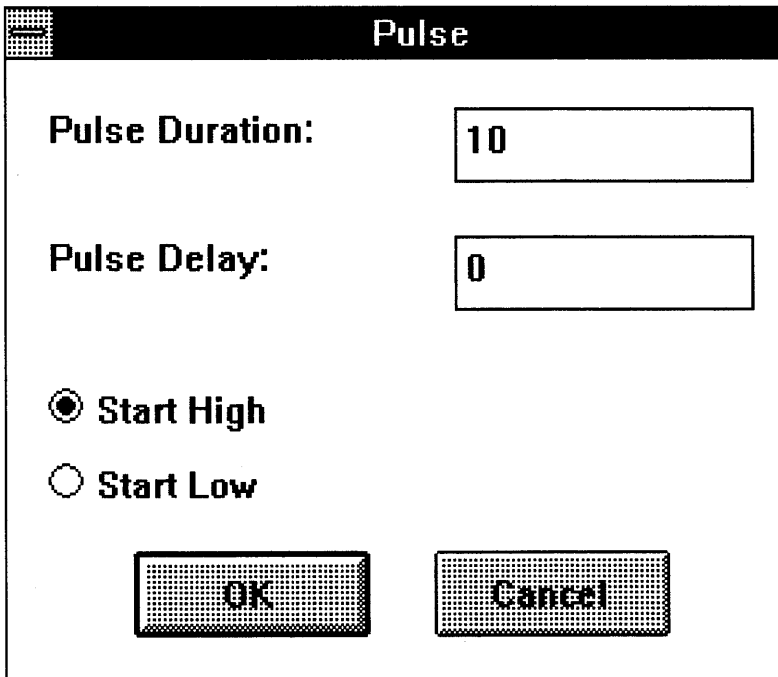 Pulse
Pulse Duration: 10
Pulse Delay: 0
Start High
Start Low
OK Cancel